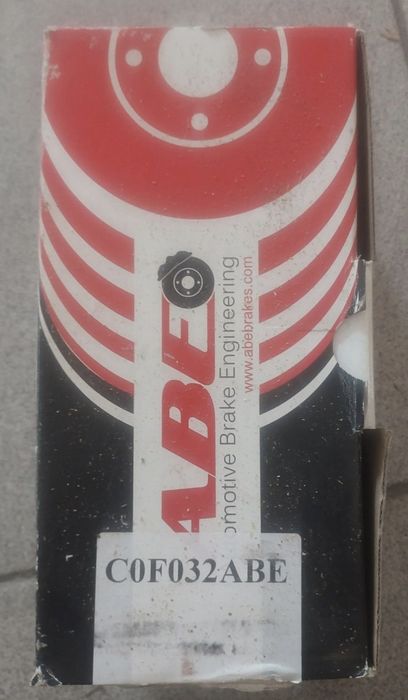 ABE
omotive Brake Engineering
www.abebrakes.com
C0F032ABE